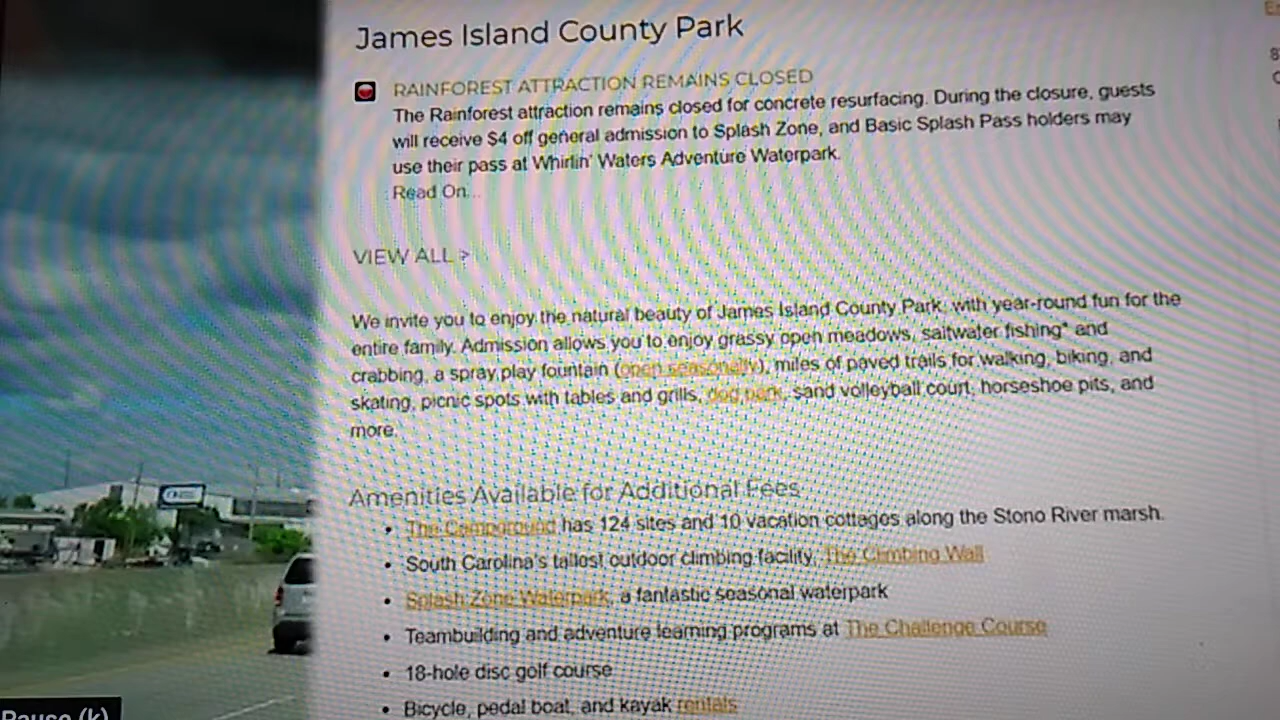 James Island County Park
RAINFOREST ATTRACTION REMAINS CLOSED
The Rainforest attraction remains closed for concrete resurfacing. During the closure, guests
will receive $4 off general admission to Splash Zone, and Basic Splash Pass holders may
use their pass at Whirlin' Waters Adventure Waterpark.
Read On...
VIEW ALL >
We invite you to enjoy the natural beauty of James Island County Park, with year-round fun for the
entire family. Admission allows you to enjoy grassy open meadows, saltwater fishing* and
crabbing, a spray play fountain (open seasonally), miles of paved trails for walking, biking, and
skating, picnic spots with tables and grills, dog park, sand volleyball court, horseshoe pits, and
more.
Amenities Available for Additional Fees
• The Campground has 124 sites and 10 vacation cottages along the Stono River marsh.
• South Carolina's tallest outdoor climbing facility, The Climbing Wall
• Splash Zone Waterpark, a fantastic seasonal waterpark
• Teambuilding and adventure learning programs at The Challenge Course
• 18-hole disc golf course
• Bicycle, pedal boat, and kayak rentals
Pause (k)